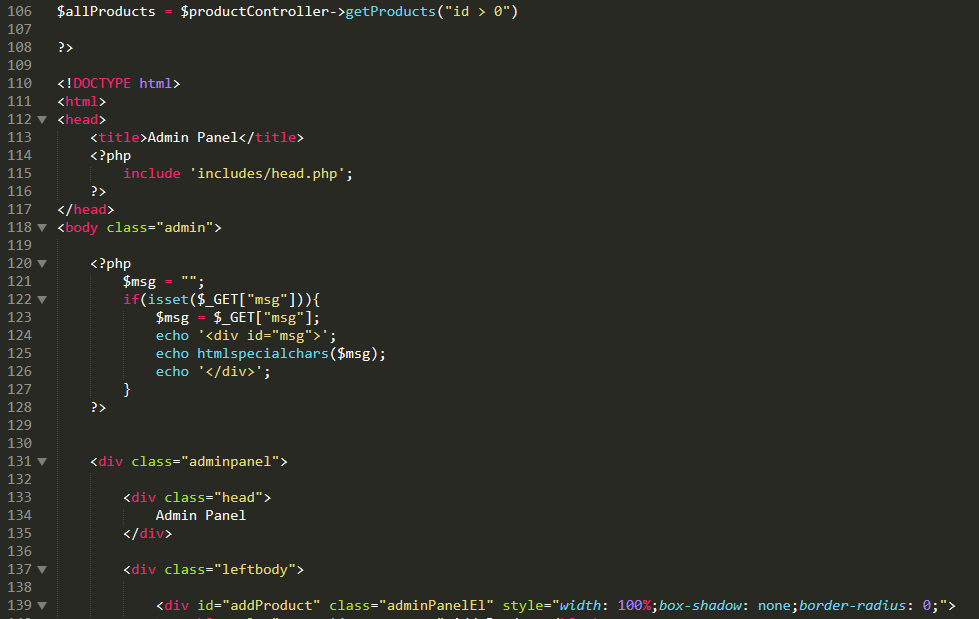 106 $allProducts = $productController->getProducts("id > 0")
107
108 ?>
109
110 <!DOCTYPE html>
111 <html>
112 <head>
113 <title>Admin Panel</title>
114 <?php
115 include 'includes/head.php';
116 ?>
117 </head>
118 <body class="admin">
119
120 <?php
121 $msg = "";
122 if(isset($_GET["msg"])){
123 $msg = $_GET["msg"];
124 echo '<div id="msg">';
125 echo htmlspecialchars($msg);
126 echo '</div>';
127 }
128 ?>
129
130
131 <div class="adminpanel">
132
133 <div class="head">
134 Admin Panel
135 </div>
136
137 <div class="leftbody">
138
139 <div id="addProduct" class="adminPanelEl" style="width: 100%;box-shadow: none;border-radius: 0;">